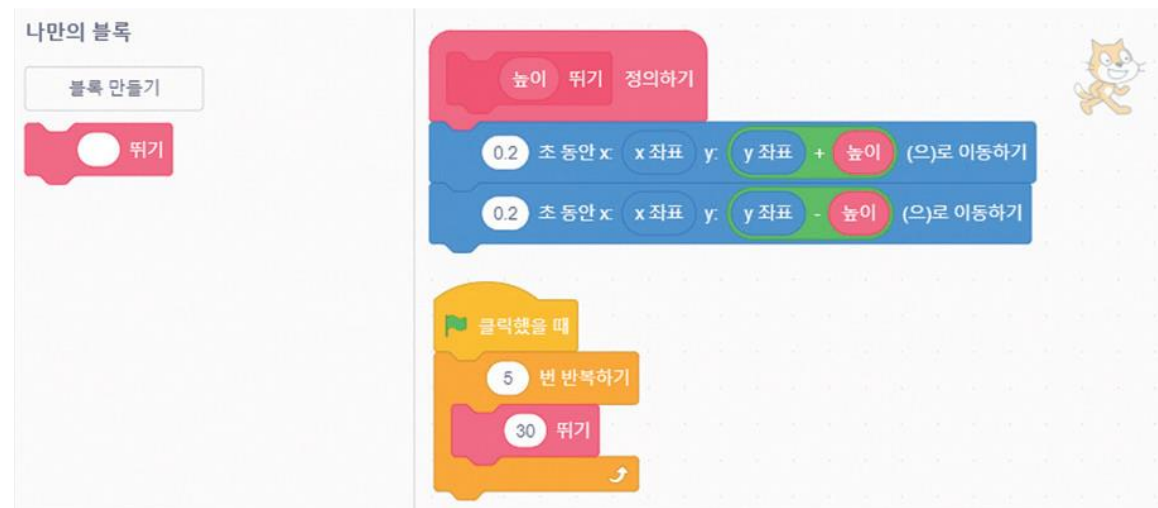 나만의 블록
블록 만들기
뛰기
높이 뛰기 정의하기
0.2 초 동안 x: x 좌표 y: y 좌표 + 높이 (으)로 이동하기
0.2 초 동안 x: x 좌표 y: y 좌표 - 높이 (으)로 이동하기
클릭했을 때
5 번 반복하기
30 뛰기